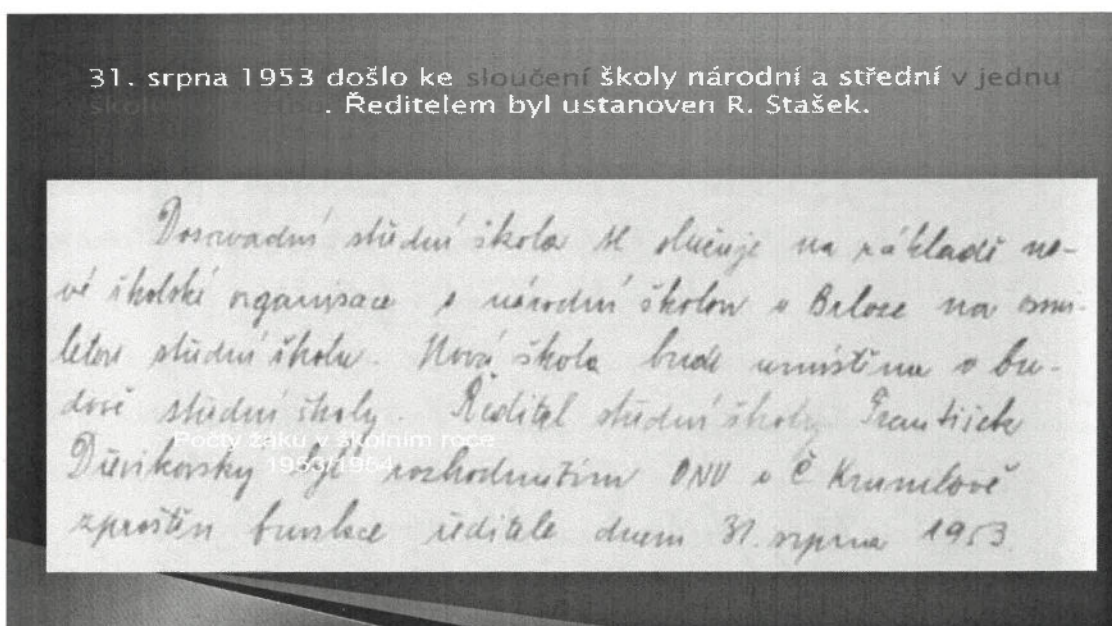 31. srpna 1953 došlo ke sloučení školy národní a střední v jednu
školu . Ředitelem byl ustanoven R. Stašek.
Dosavadní střední škola se slučuje na základě no-
vé školské organisace s národní školou v Brloze na osmi-
letou střední školu. Nová škola bude umístěna v bu-
dově střední školy. Ředitel střední školy František
Počty žáku v školním roce
1953/1954
byl rozhodnutím ONV v Č Krumlově
zproštěn funkce ředitele dnem 31. srpna 1953.